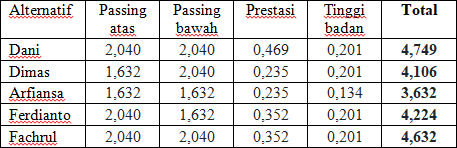 Alternatif Passing atas Passing bawah Prestasi Tinggi badan Total
Dani 2,040 2,040 0,469 0,201 4,749
Dimas 1,632 2,040 0,235 0,201 4,106
Arfiansa 1,632 1,632 0,235 0,134 3,632
Ferdianto 2,040 1,632 0,352 0,201 4,224
Fachrul 2,040 2,040 0,352 0,201 4,632